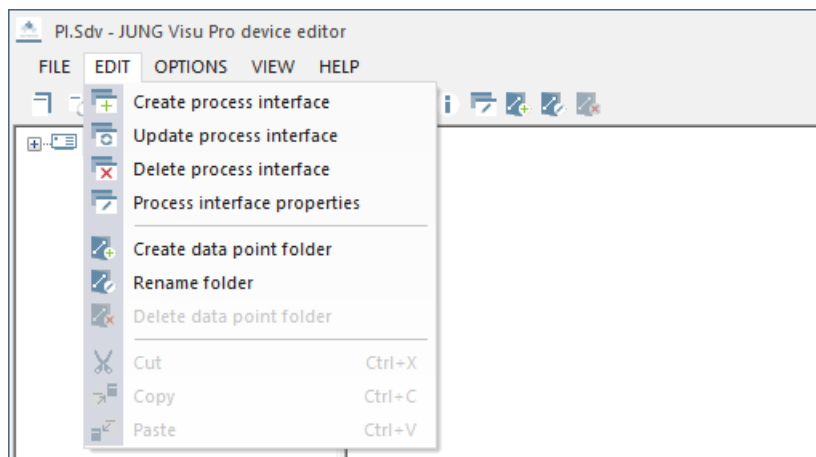 PI.Sdv - JUNG Visu Pro device editor
FILE EDIT OPTIONS VIEW HELP
Create process interface
Update process interface
Delete process interface
Process interface properties
Create data point folder
Rename folder
Delete data point folder
Cut Ctrl+X
Copy Ctrl+C
Paste Ctrl+V